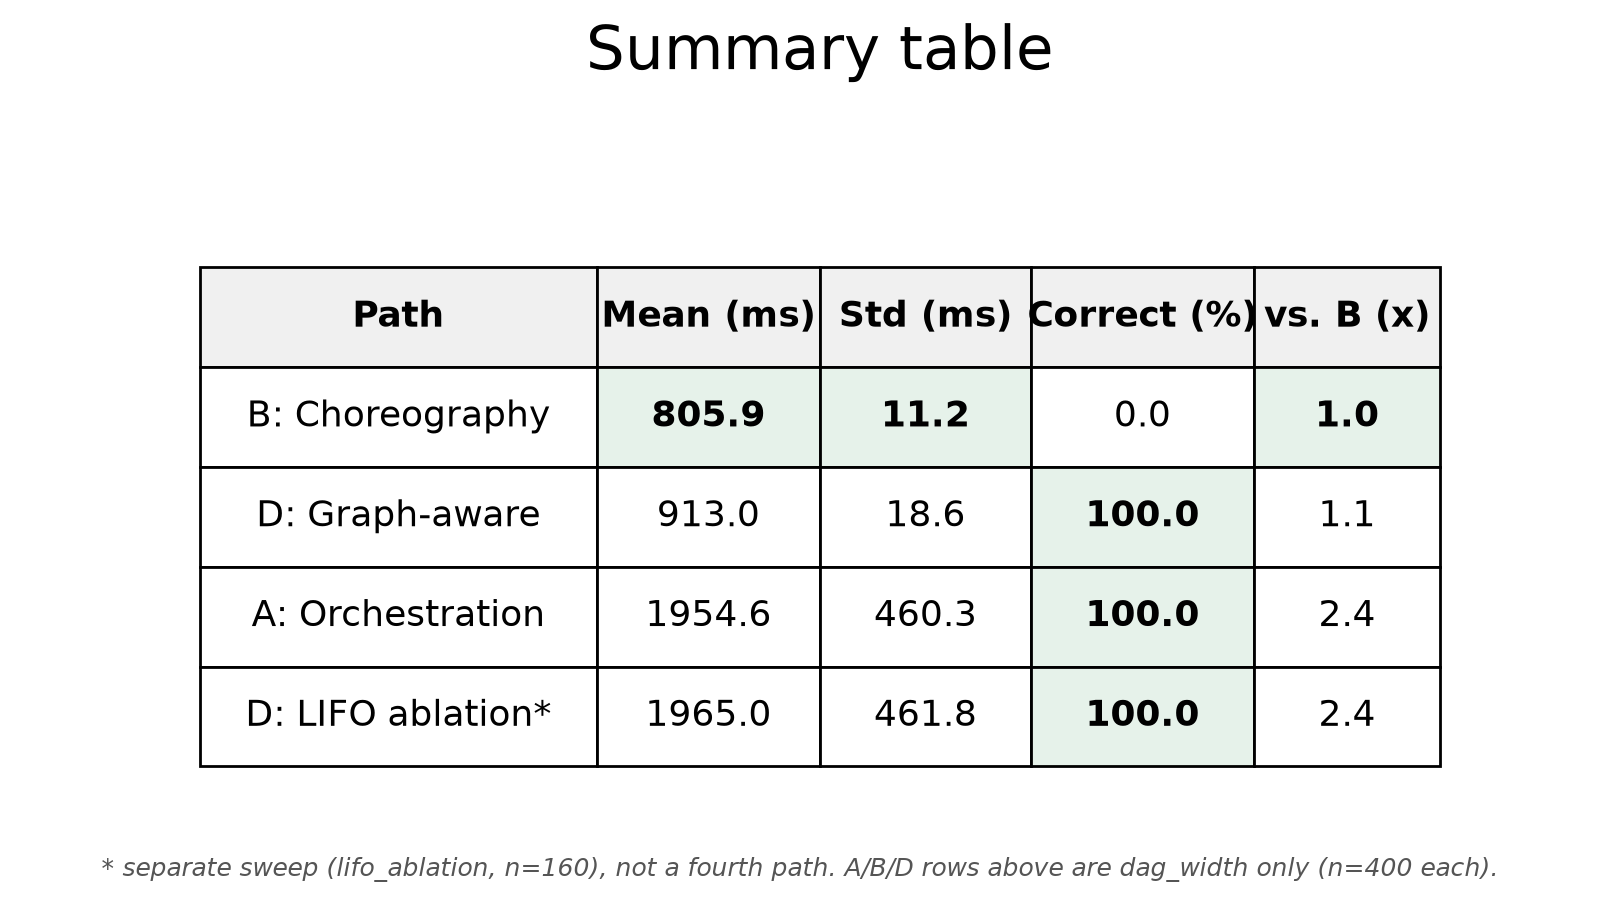 Summary table
Path Mean (ms) Std (ms) Correct (%) vs. B (x)
B: Choreography 805.9 11.2 0.0 1.0
D: Graph-aware 913.0 18.6 100.0 1.1
A: Orchestration 1954.6 460.3 100.0 2.4
D: LIFO ablation* 1965.0 461.8 100.0 2.4
* separate sweep (lifo_ablation, n=160), not a fourth path. A/B/D rows above are dag_width only (n=400 each).